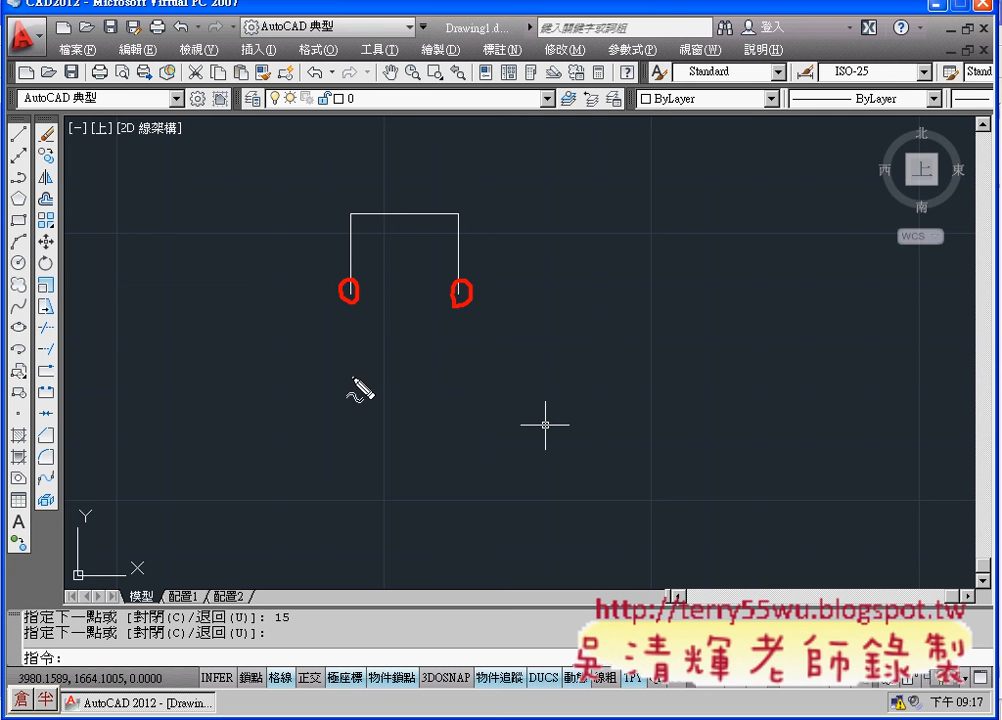 CAD2012 - Microsoft Virtual PC 2007
AutoCAD 典型
Drawing1.d...
鍵入關鍵字或詞組
登入
檔案(F) 編輯(E) 檢視(V) 插入(I) 格式(O) 工具(T) 繪製(D) 標註(N) 修改(M) 參數式(P) 視窗(W) 說明(H)
Standard ISO-25 Stand
AutoCAD 典型 0 ByLayer ByLayer
[-] [上] [2D 線架構]
北
西 上 東
南
WCS
Y
X
模型 配置1 配置2
指定下一點或 [封閉(C)/退回(U)]: 15
指定下一點或 [封閉(C)/退回(U)]:
指令:
http://terry55wu.blogspot.tw
吳清輝老師錄製
3980.1589, 1664.1005, 0.0000 INFER 鎖點 格線 正交 極座標 物件鎖點 3DOSNAP 物件追蹤 DUCS
倉 半 AutoCAD 2012 - [Drawin... 下午 09:17